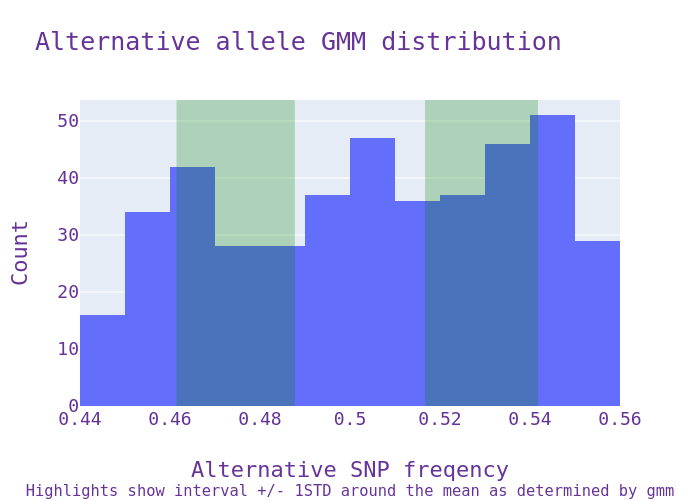 Alternative allele GMM distribution
50
40
30
20
10
0
Count
0.44 0.46 0.48 0.5 0.52 0.54 0.56
Alternative SNP freqency
Highlights show interval +/- 1STD around the mean as determined by gmm